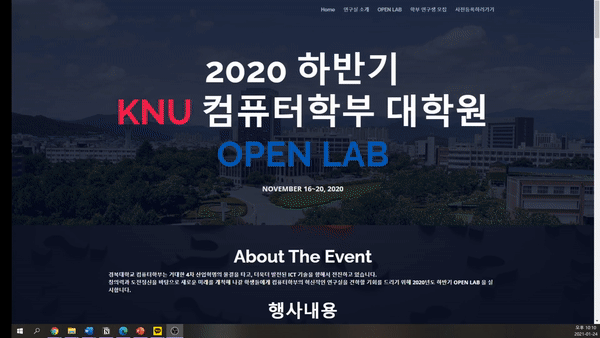 Home 연구실 소개 OPEN LAB 학부 연구생 모집 사전등록하러가기
2020 하반기
KNU 컴퓨터학부 대학원
OPEN LAB
NOVEMBER 16~20, 2020
About The Event
경북대학교 컴퓨터학부는 거대한 4차 산업혁명의 물결을 타고, 더욱더 발전된 ICT 기술을 향해서 전진하고 있습니다.
창의력과 도전정신을 바탕으로 새로운 미래를 개척해 나갈 학생들에게 컴퓨터학부의 혁신적인 연구실을 견학할 기회를 드리기 위해 2020년도 하반기 OPEN LAB 을 실
시합니다.
행사내용
오후 10:10
2021-01-24